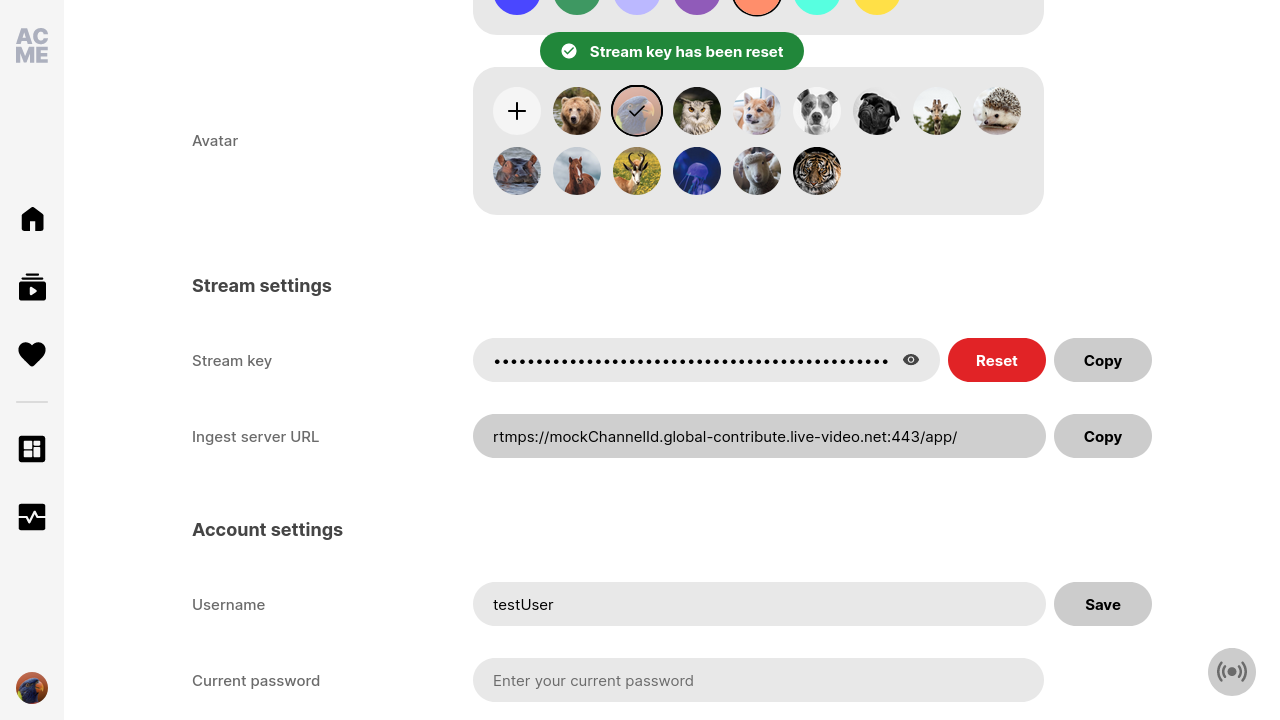 AC
ME
Stream key has been reset
Avatar
Stream settings
Stream key
••••••••••••••••••••••••••••••••••••••••••••••• Reset Copy
Ingest server URL
rtmps://mockChannelId.global-contribute.live-video.net:443/app/ Copy
Account settings
Username
testUser Save
Current password
Enter your current password